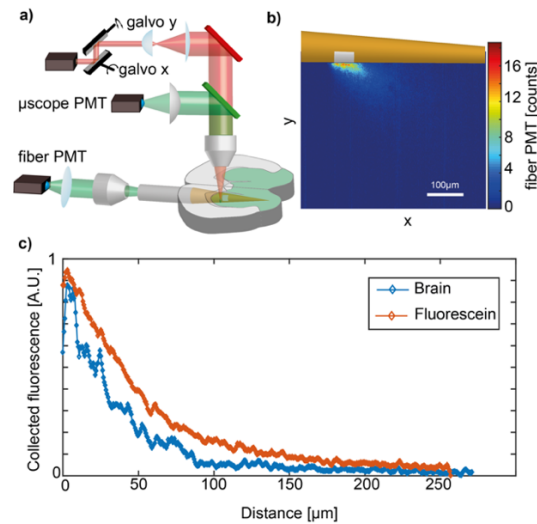 a)
galvo y
galvo x
µscope PMT
fiber PMT
b)
y
x
100µm
16
12
8
4
0
fiber PMT [counts]
c)
Collected fluorescence [A.U.]
1
0
Brain
Fluorescein
0 50 100 150 200 250
Distance [µm]